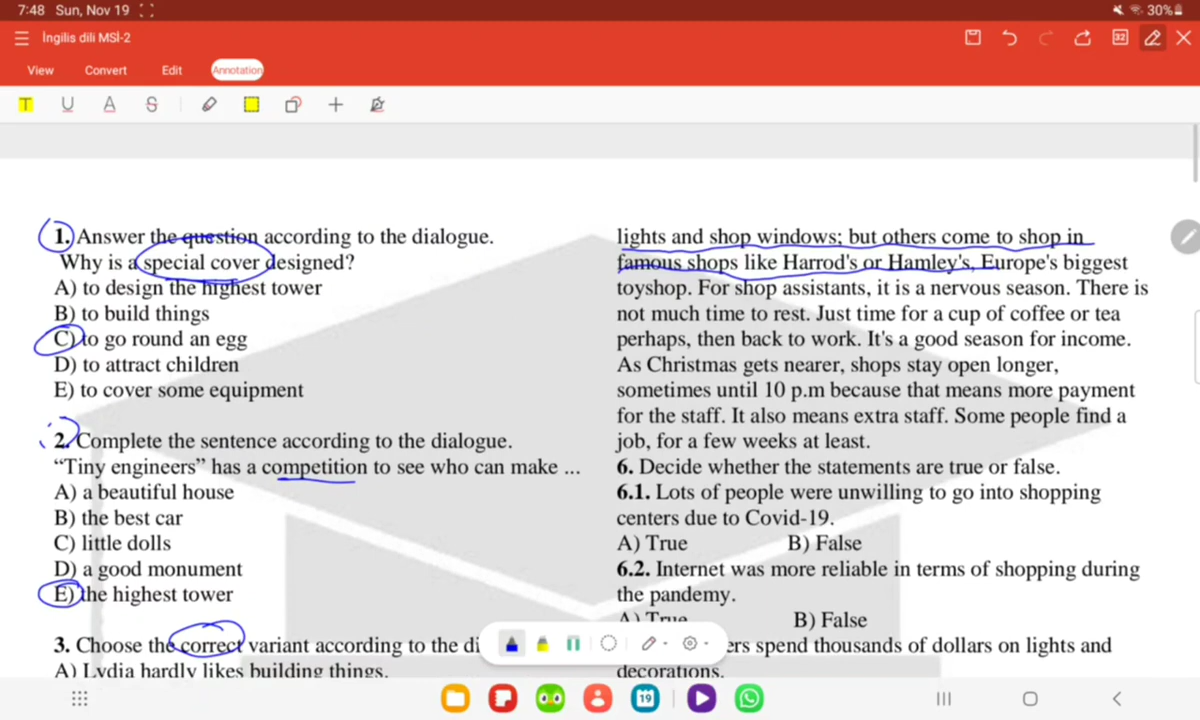 7:48 Sun, Nov 19
30%
İngilis dili MSİ-2
32
View Convert Edit Annotation
T U A S
1. Answer the question according to the dialogue.
Why is a special cover designed?
A) to design the highest tower
B) to build things
C) to go round an egg
D) to attract children
E) to cover some equipment
2. Complete the sentence according to the dialogue.
“Tiny engineers” has a competition to see who can make ...
A) a beautiful house
B) the best car
C) little dolls
D) a good monument
E) the highest tower
3. Choose the correct variant according to the di
A) Lydia hardly likes building things.
lights and shop windows; but others come to shop in
famous shops like Harrod's or Hamley's, Europe's biggest
toyshop. For shop assistants, it is a nervous season. There is
not much time to rest. Just time for a cup of coffee or tea
perhaps, then back to work. It's a good season for income.
As Christmas gets nearer, shops stay open longer,
sometimes until 10 p.m because that means more payment
for the staff. It also means extra staff. Some people find a
job, for a few weeks at least.
6. Decide whether the statements are true or false.
6.1. Lots of people were unwilling to go into shopping
centers due to Covid-19.
A) True B) False
6.2. Internet was more reliable in terms of shopping during
the pandemy.
A) True B) False
ers spend thousands of dollars on lights and
decorations.
19